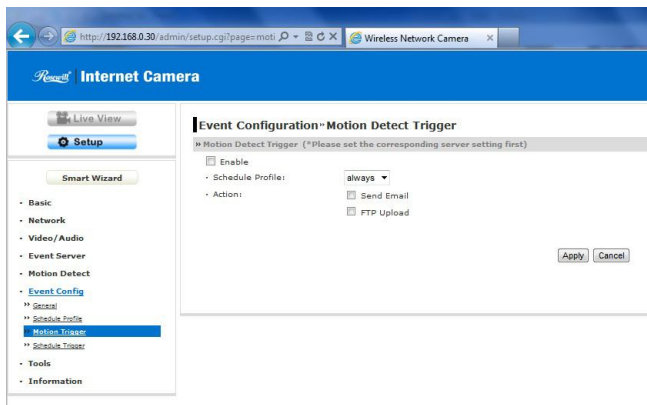 http://192.168.0.30/admin/setup.cgi?page=moti
Wireless Network Camera
Rosewill Internet Camera
Live View
Setup
Smart Wizard
Basic
Network
Video/Audio
Event Server
Motion Detect
Event Config
General
Schedule Profile
Motion Trigger
Schedule Trigger
Tools
Information
Event Configuration»Motion Detect Trigger
»Motion Detect Trigger (*Please set the corresponding server setting first)
Enable
Schedule Profile: always
Action: Send Email
FTP Upload
Apply Cancel